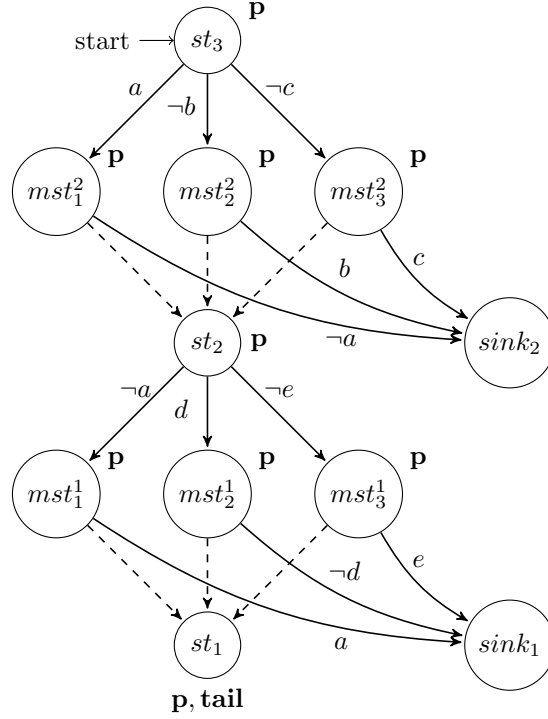 p
start st₃
a ¬b ¬c
p p p
mst₁² mst₂² mst₃²
b c
¬a
st₂ p sink₂
¬a d ¬e
p p p
mst₁¹ mst₂¹ mst₃¹
¬d e
a
st₁ sink₁
p, tail